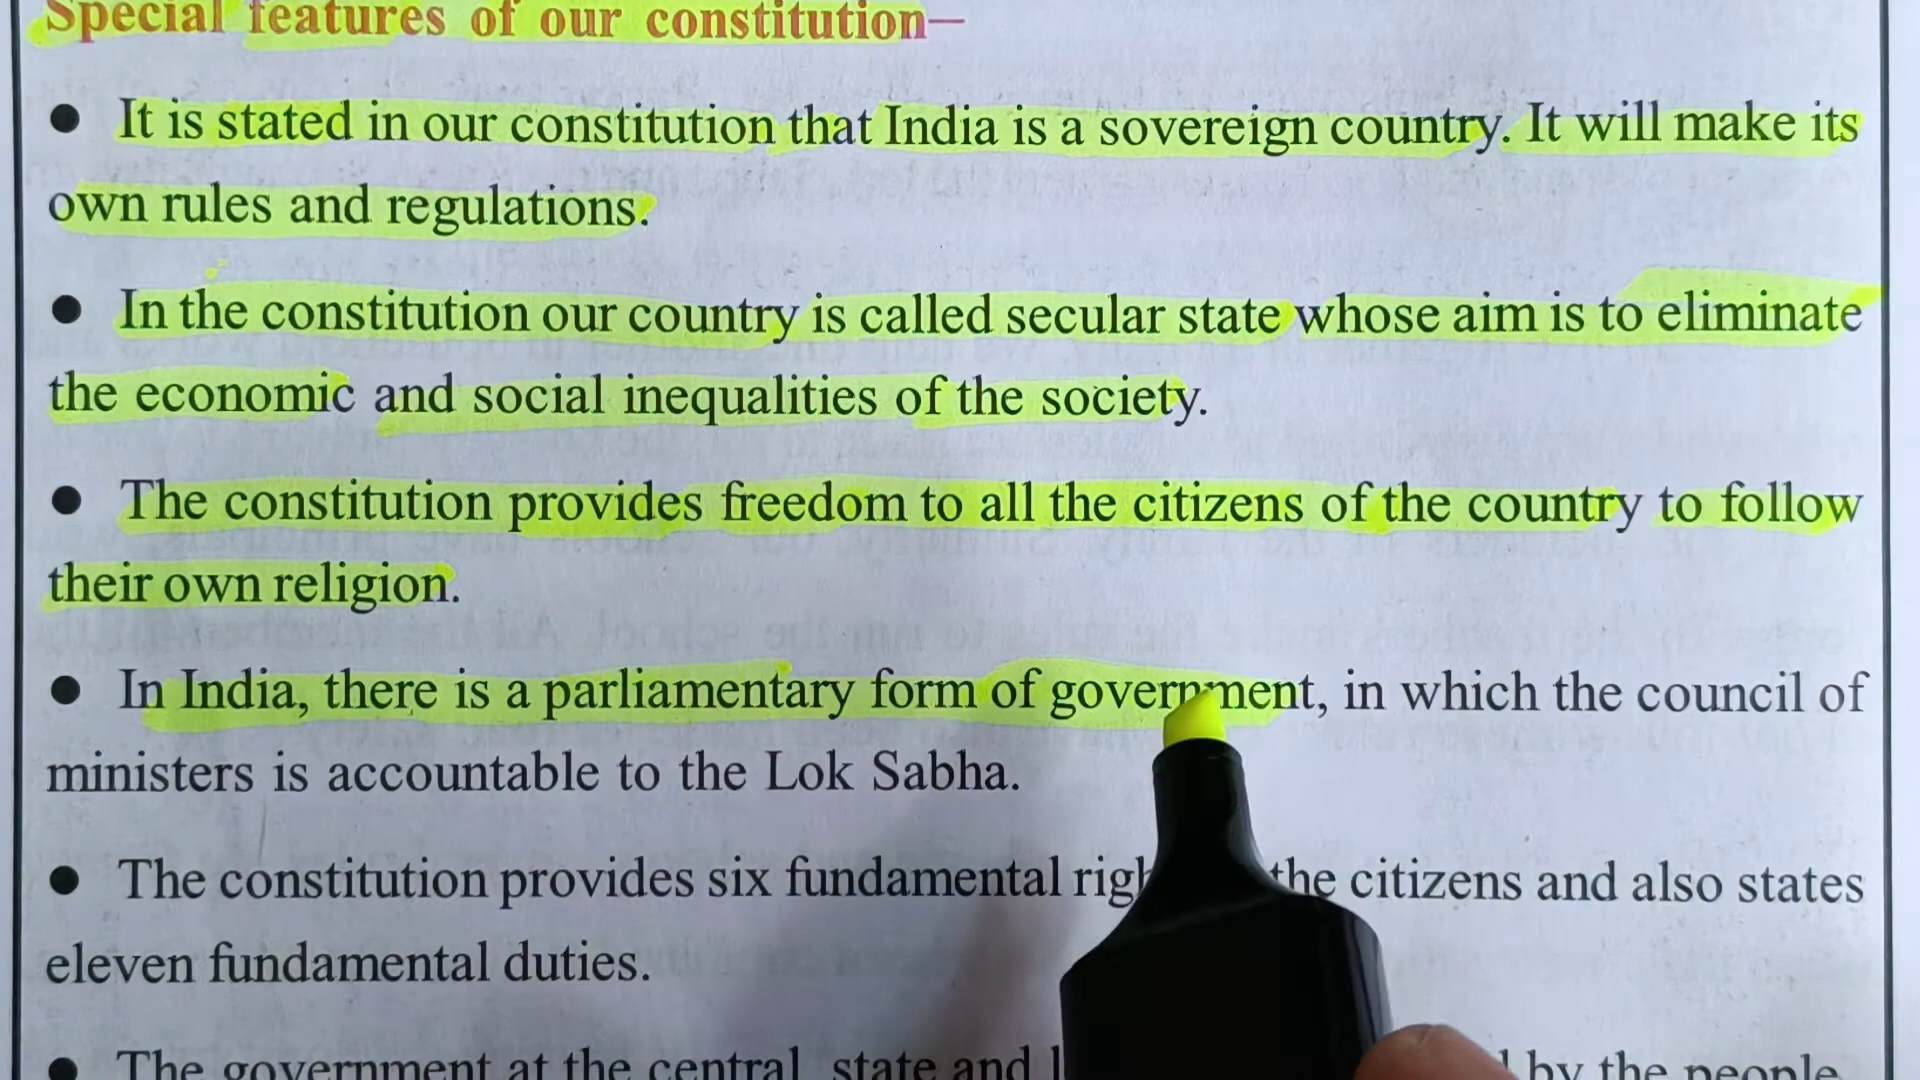 Special features of our constitution—
● It is stated in our constitution that India is a sovereign country. It will make its
own rules and regulations.
● In the constitution our country is called secular state whose aim is to eliminate
the economic and social inequalities of the society.
● The constitution provides freedom to all the citizens of the country to follow
their own religion.
● In India, there is a parliamentary form of government, in which the council of
ministers is accountable to the Lok Sabha.
● The constitution provides six fundamental the citizens and also states
eleven fundamental duties.
● The government at the central state and by the people